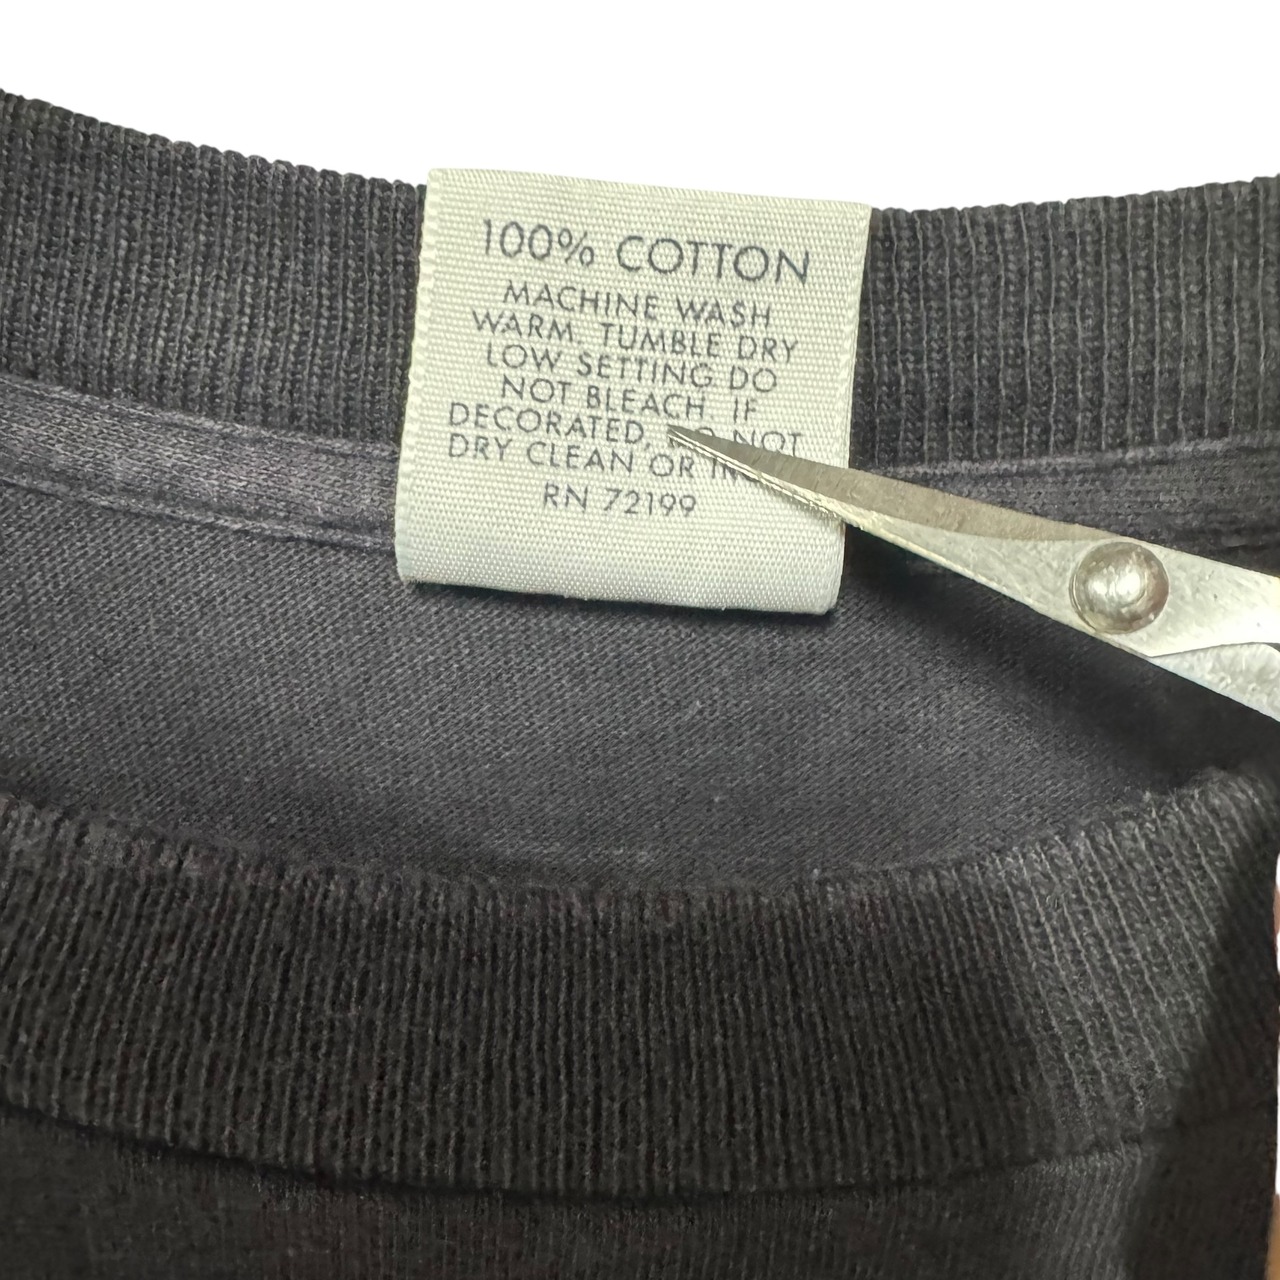 100% COTTON
MACHINE WASH
WARM. TUMBLE DRY
LOW SETTING DO
NOT BLEACH. IF
DECORATED, NOT
DRY CLEAN OR
RN 72199